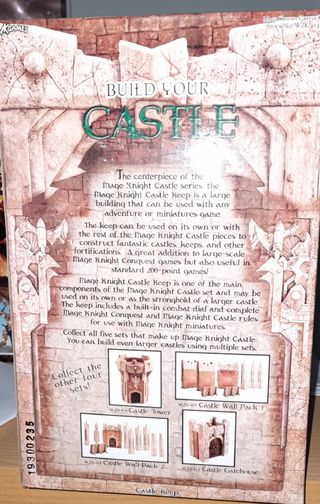 BUILD YOUR
CASTLE
The centerpiece of the
Mage Knight Castle series, the
Mage Knight Castle Keep is a large
building that can be used with any
adventure or miniatures game.
The keep can be used on its own or with
the rest of the Mage Knight Castle pieces to
construct fantastic castles, keeps, and other
fortifications. A great addition to large-scale
Mage Knight Conquest games but also useful in
standard 200-point games!
Mage Knight Castle Keep is one of the main
components of the Mage Knight Castle set and may be
used on its own or as the stronghold of a larger castle.
The keep includes a built-in combat dial and complete
Mage Knight Conquest and Mage Knight Castle rules
for use with Mage Knight miniatures.
Collect all five sets that make up Mage Knight Castle.
You can build even larger castles using multiple sets.
Collect the
other four
sets!
Castle Tower
Castle Wall Pack 1
Castle Wall Pack 2
Castle Gatehouse
19300235
Castle Keep